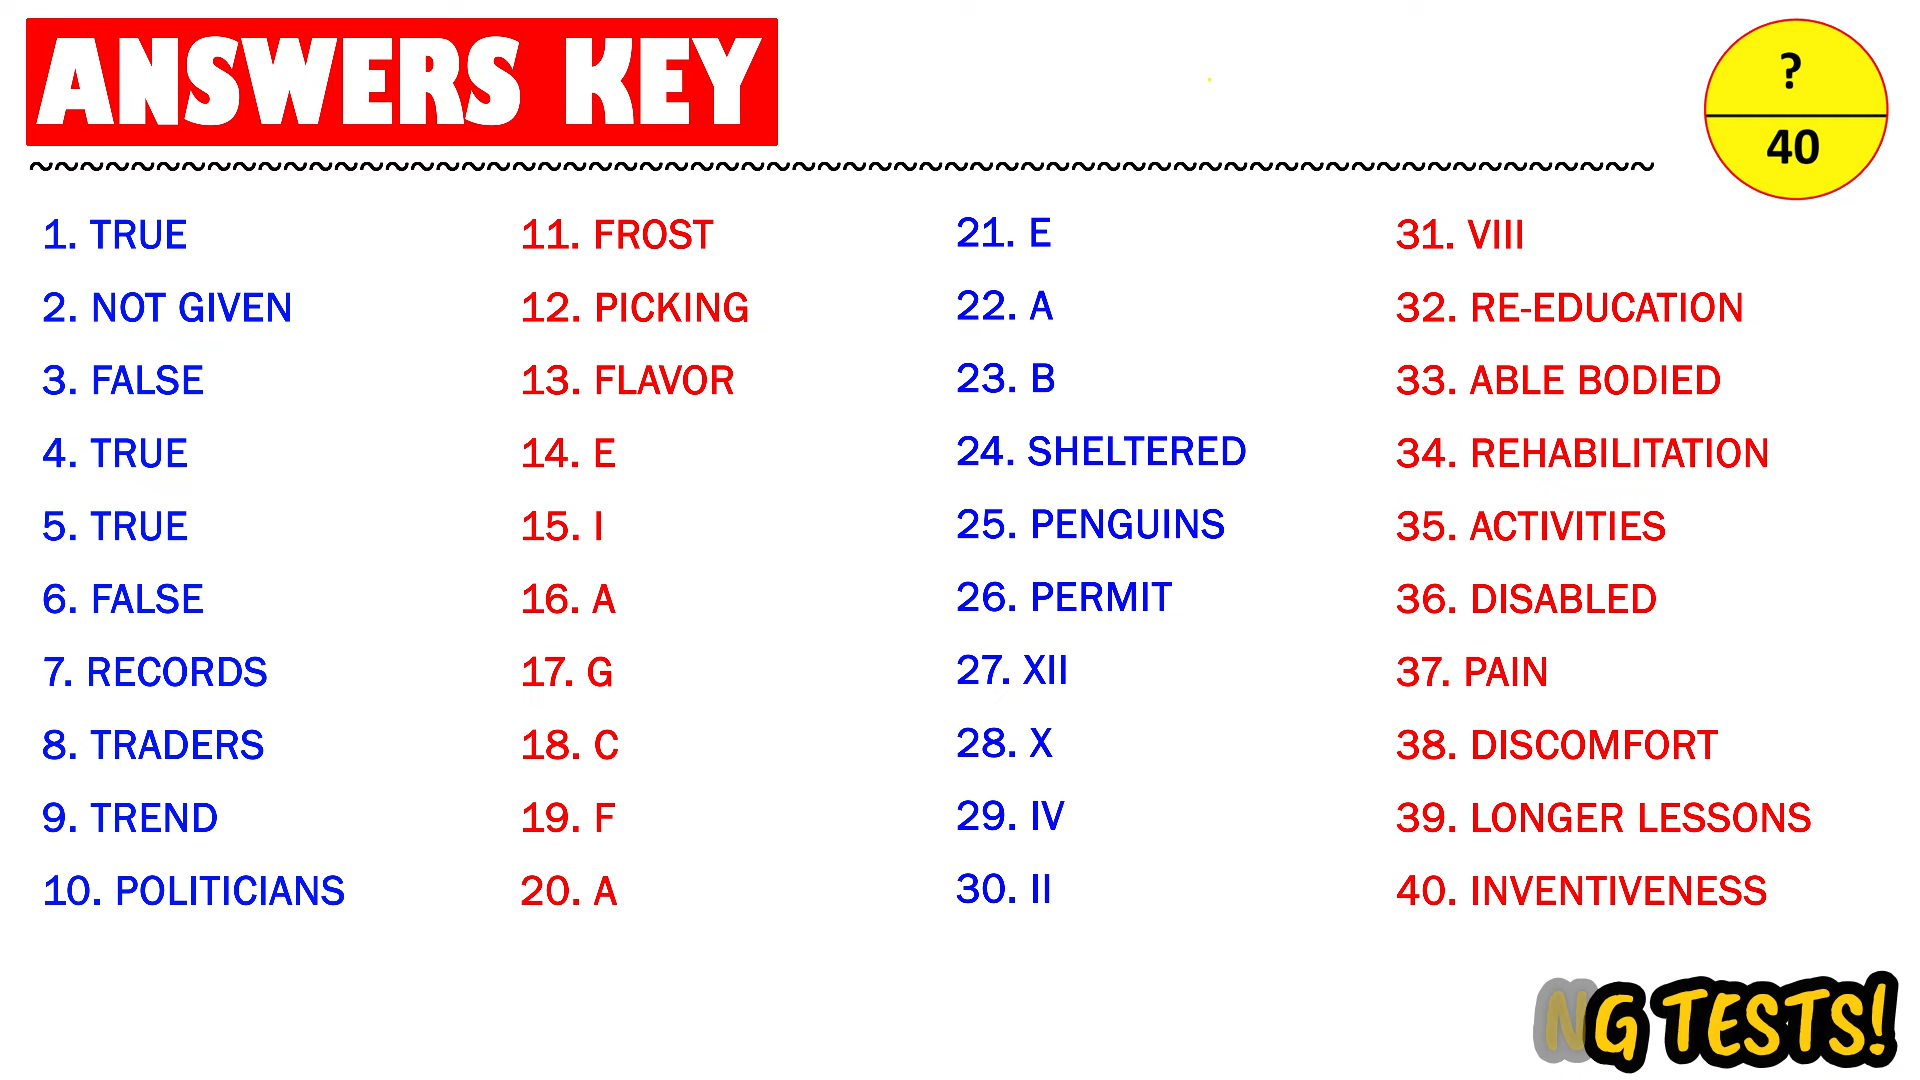 ANSWERS KEY
?
40
~~~~~~~~~~~~~~~~~~~~~~~~~~~~~~~~~~~~~~~~~~~~~~~~~~~~~~~~~~~~~~~~
1. TRUE
2. NOT GIVEN
3. FALSE
4. TRUE
5. TRUE
6. FALSE
7. RECORDS
8. TRADERS
9. TREND
10. POLITICIANS
11. FROST
12. PICKING
13. FLAVOR
14. E
15. I
16. A
17. G
18. C
19. F
20. A
21. E
22. A
23. B
24. SHELTERED
25. PENGUINS
26. PERMIT
27. XII
28. X
29. IV
30. II
31. VIII
32. RE-EDUCATION
33. ABLE BODIED
34. REHABILITATION
35. ACTIVITIES
36. DISABLED
37. PAIN
38. DISCOMFORT
39. LONGER LESSONS
40. INVENTIVENESS
NG TESTS!